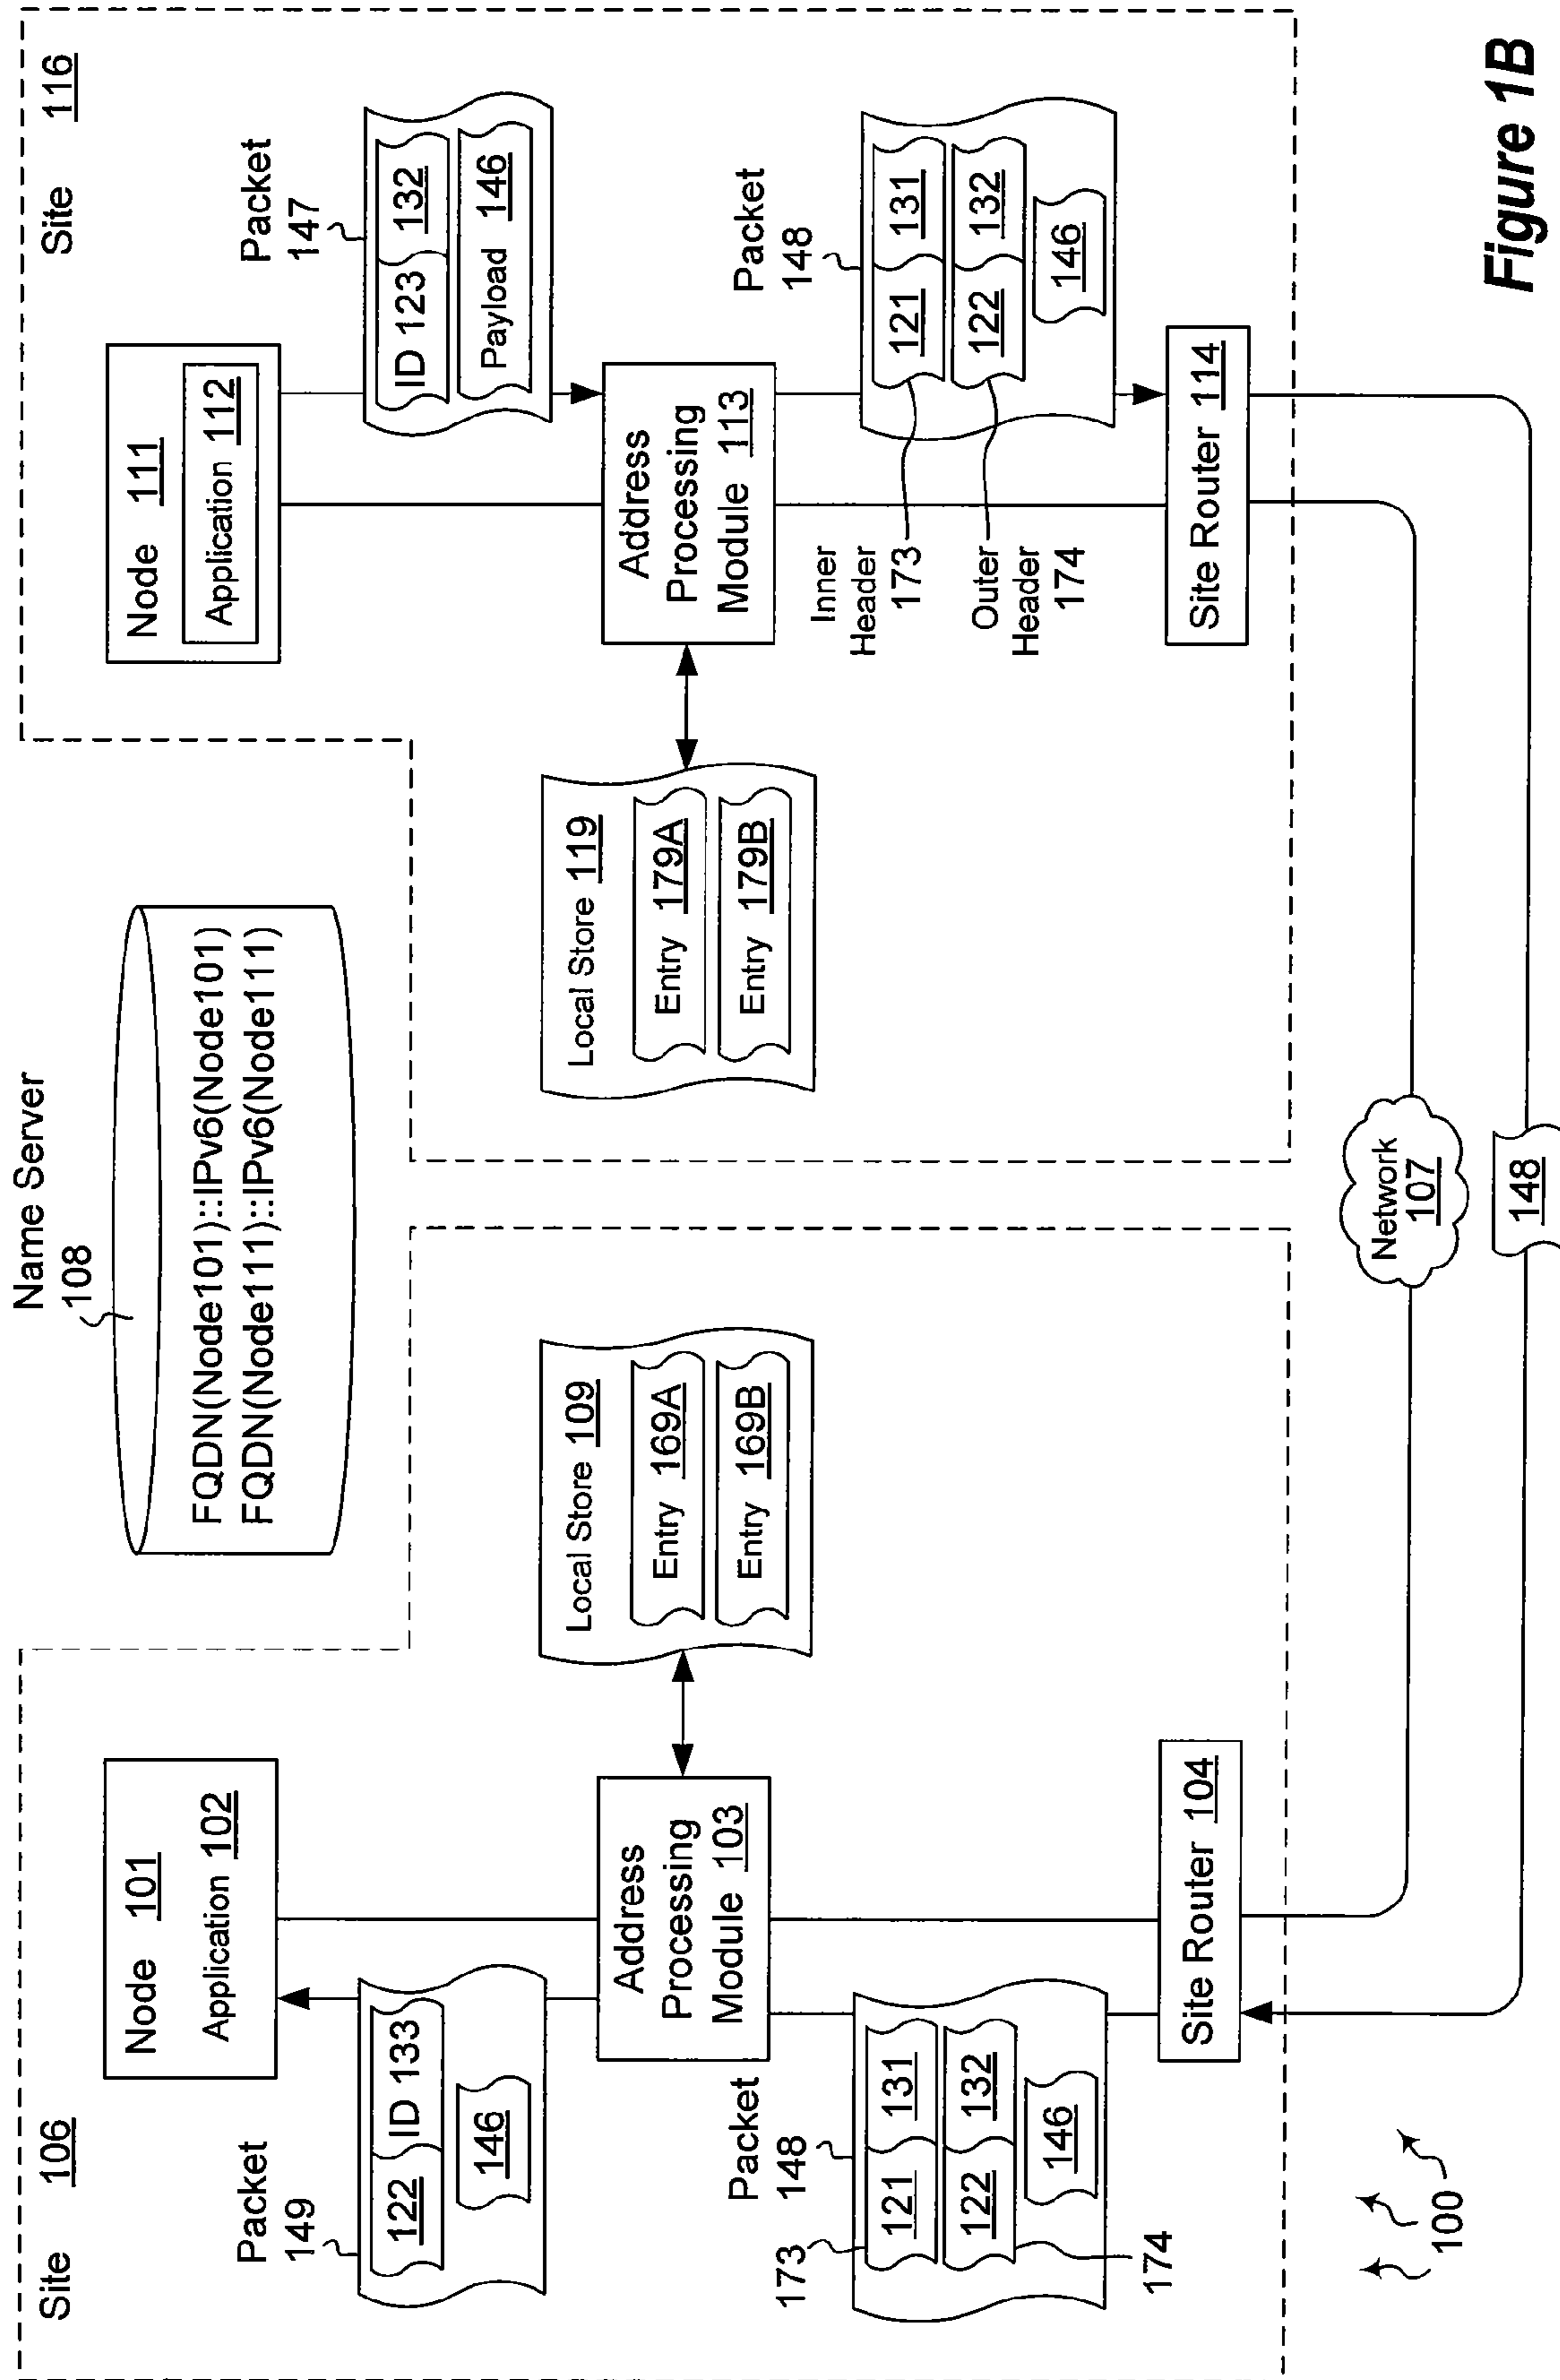 Name Server
108
FQDN(Node101)::IPv6(Node101)
FQDN(Node111)::IPv6(Node111)
Site 106
Node 101
Application 102
Packet
149
122
ID 133
146
Address
Processing
Module 103
Local Store 109
Entry 169A
Entry 169B
Packet
148
173
121
131
122
132
146
174
Site Router 104
100
Site 116
Node 111
Application 112
Packet
147
ID 123
132
Payload 146
Address
Processing
Module 113
Local Store 119
Entry 179A
Entry 179B
Packet
148
121
131
122
132
146
Inner
Header
173
Outer
Header
174
Site Router 114
Network
107
148
Figure 1B